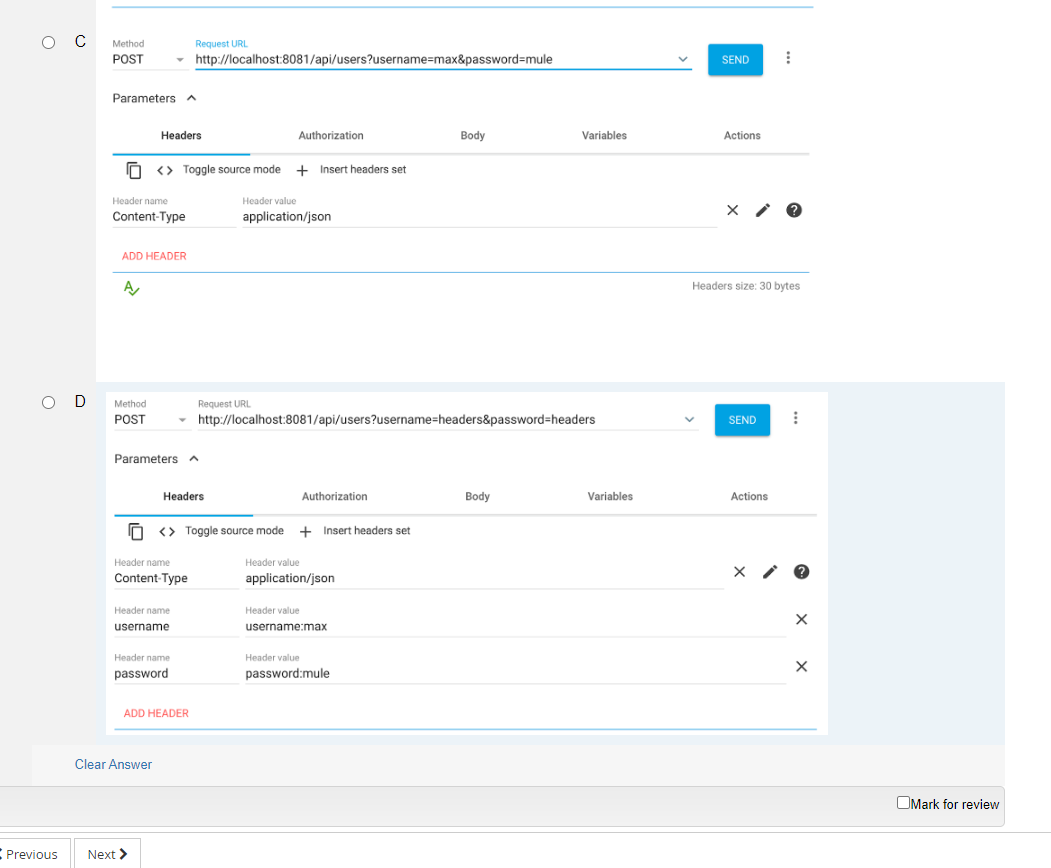 C
Method Request URL
POST http://localhost:8081/api/users?username=max&password=mule SEND
Parameters
Headers Authorization Body Variables Actions
<> Toggle source mode + Insert headers set
Header name Header value
Content-Type application/json
ADD HEADER
Headers size: 30 bytes
D
Method Request URL
POST http://localhost:8081/api/users?username=headers&password=headers SEND
Parameters
Headers Authorization Body Variables Actions
<> Toggle source mode + Insert headers set
Header name Header value
Content-Type application/json
Header name Header value
username username:max
Header name Header value
password password:mule
ADD HEADER
Clear Answer
Mark for review
Previous Next